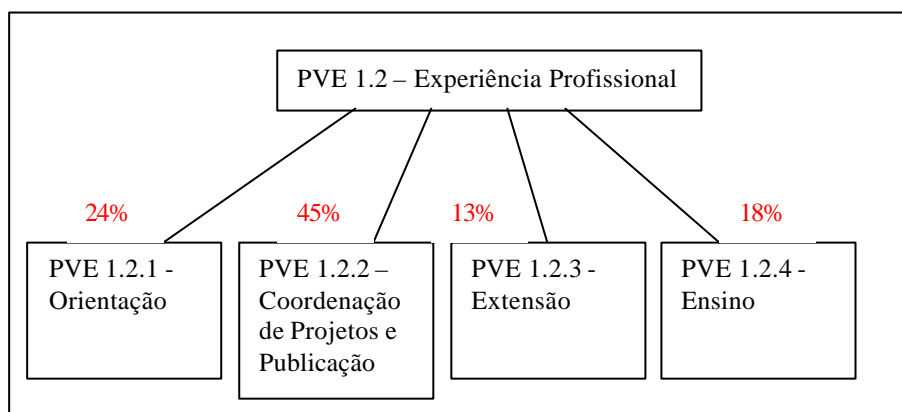 PVE 1.2 – Experiência Profissional
24%
45%
13%
18%
PVE 1.2.1 -
Orientação
PVE 1.2.2 –
Coordenação
de Projetos e
Publicação
PVE 1.2.3 -
Extensão
PVE 1.2.4 -
Ensino